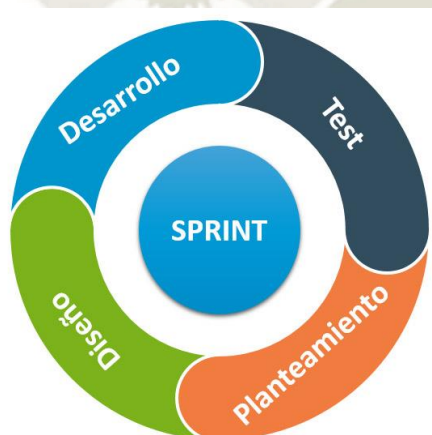 Desarrollo
Test
SPRINT
Diseño
Planteamiento